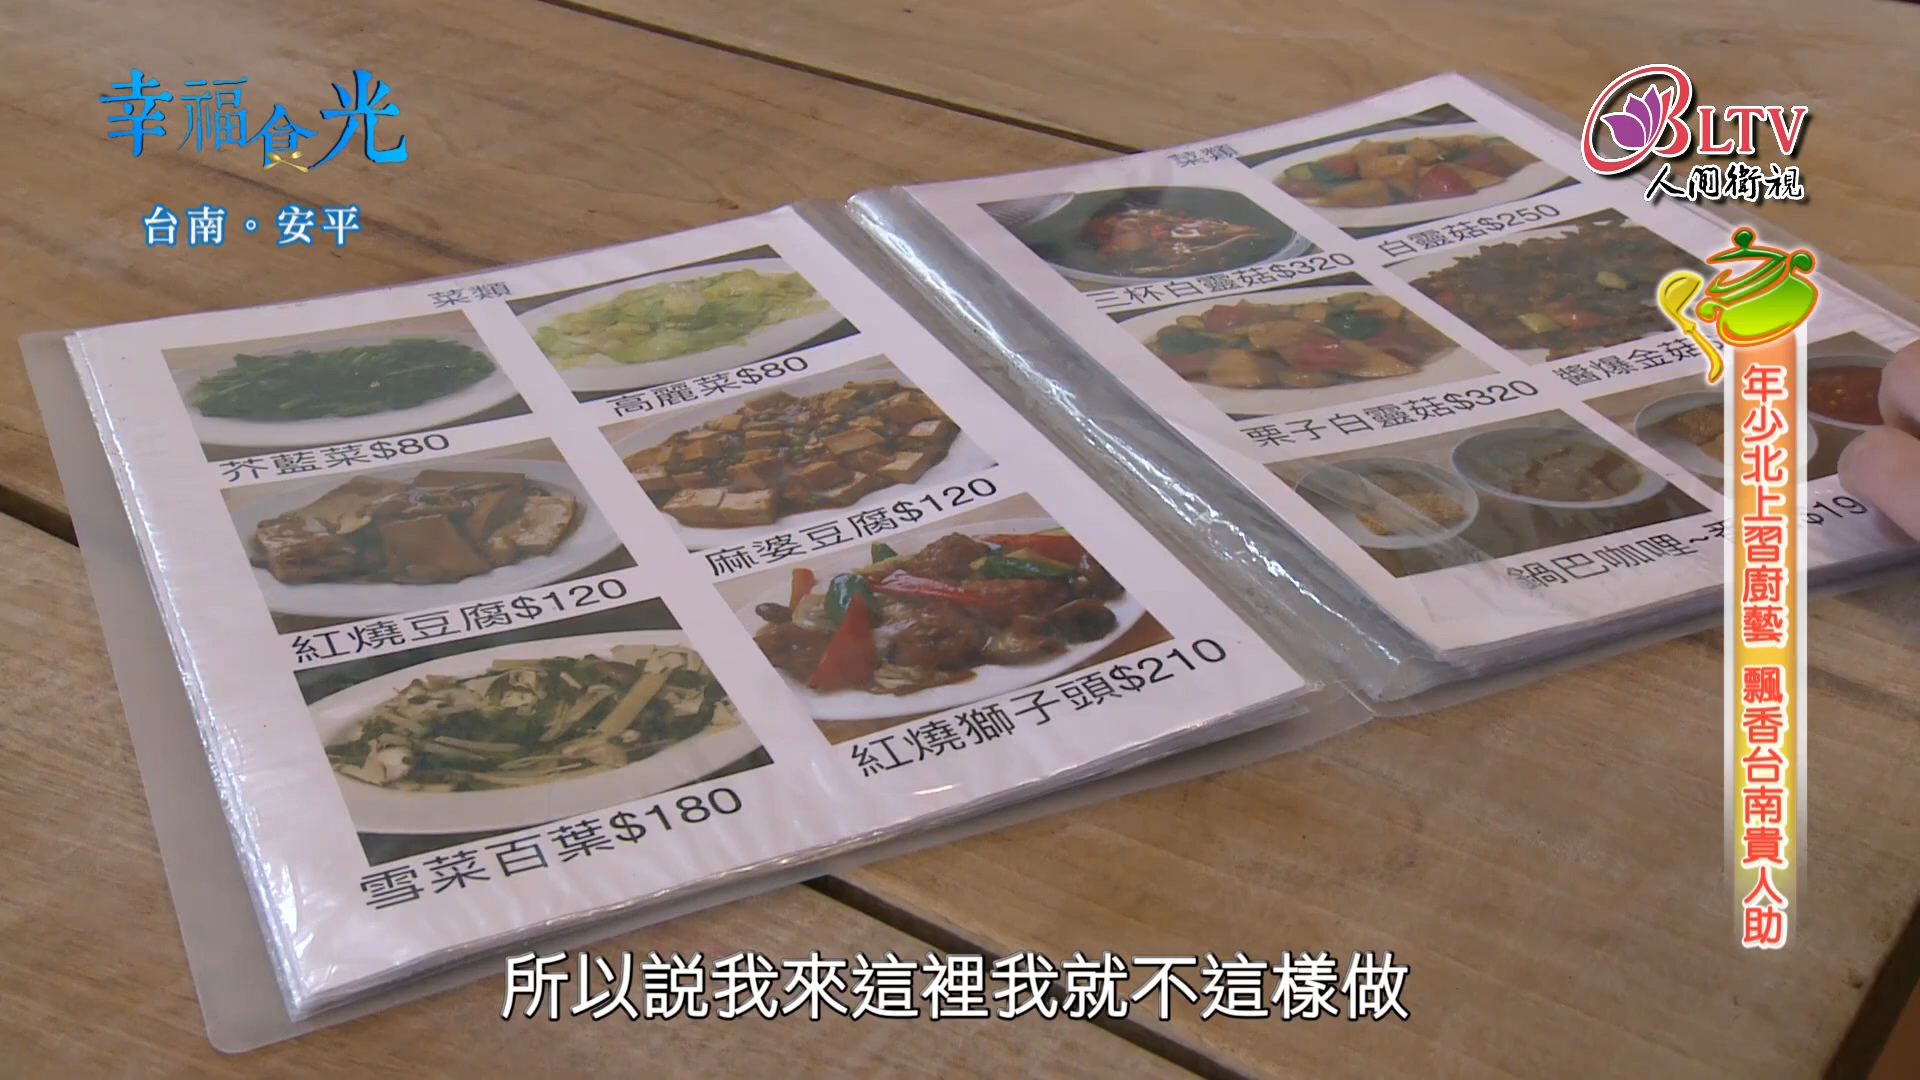 幸福食光
台南。安平
BLTV
人間衛視
年少北上習廚藝 飄香台南貴人助
菜類
芥藍菜$80
高麗菜$80
紅燒豆腐$120
麻婆豆腐$120
雪菜百葉$180
紅燒獅子頭$210
菜類
三杯白靈菇$320
白靈菇$250
栗子白靈菇$320
醬爆金菇
鍋巴咖哩~
$19
所以説我來這裡我就不這樣做